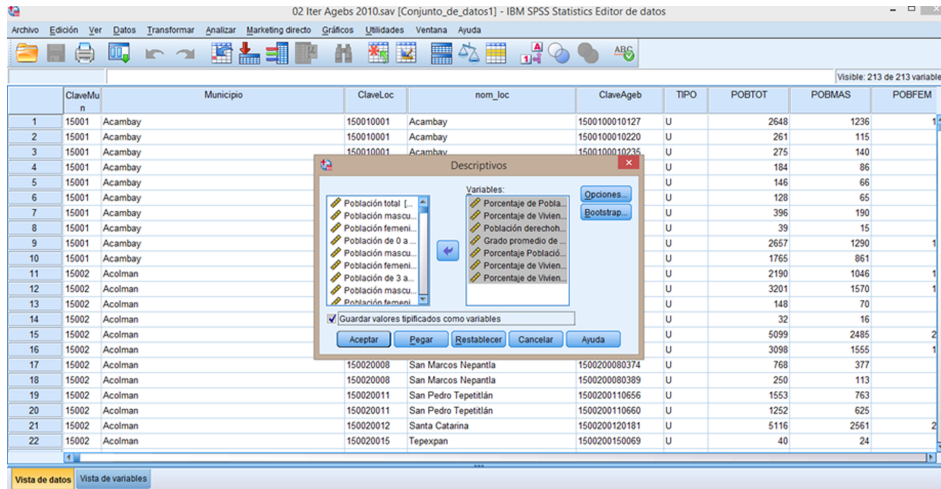 02 Iter Agebs 2010.sav [Conjunto_de_datos1] - IBM SPSS Statistics Editor de datos
Archivo Edición Ver Datos Transformar Analizar Marketing directo Gráficos Utilidades Ventana Ayuda
Visible: 213 de 213 variable
ClaveMun Municipio ClaveLoc nom_loc ClaveAgeb TIPO POBTOT POBMAS POBFEM
1 15001 Acambay 150010001 Acambay 1500100010127 U 2648 1236 1
2 15001 Acambay 150010001 Acambay 1500100010220 U 261 115
3 15001 Acambay 150010001 Acambay 1500100010235 U 275 140
4 15001 Acambay U 184 86
5 15001 Acambay U 146 66
6 15001 Acambay U 128 65
7 15001 Acambay U 396 190
8 15001 Acambay U 39 15
9 15001 Acambay U 2657 1290 1
10 15001 Acambay U 1765 861
11 15002 Acolman U 2190 1046 1
12 15002 Acolman U 3201 1570 1
13 15002 Acolman U 148 70
14 15002 Acolman U 32 16
15 15002 Acolman U 5099 2485 2
16 15002 Acolman U 3098 1555 1
17 15002 Acolman 150020008 San Marcos Nepantla 1500200080374 U 768 377
18 15002 Acolman 150020008 San Marcos Nepantla 1500200080389 U 250 113
19 15002 Acolman 150020011 San Pedro Tepetitlán 1500200110656 U 1553 763
20 15002 Acolman 150020011 San Pedro Tepetitlán 1500200110660 U 1252 625
21 15002 Acolman 150020012 Santa Catarina 1500200120181 U 5116 2561 2
22 15002 Acolman 150020015 Tepexpan 1500200150069 U 40 24
Descriptivos
Variables:
Población total [...
Población mascu...
Población femeni...
Población de 0 a ...
Población mascu...
Población femeni...
Población de 3 a...
Población mascu...
Población femeni...
Porcentaje de Pobla...
Porcentaje de Vivien...
Población derechoh...
Grado promedio de ...
Porcentaje Població...
Porcentaje de Vivien...
Porcentaje de Vivien...
Opciones...
Bootstrap...
Guardar valores tipificados como variables
Aceptar Pegar Restablecer Cancelar Ayuda
Vista de datos Vista de variables